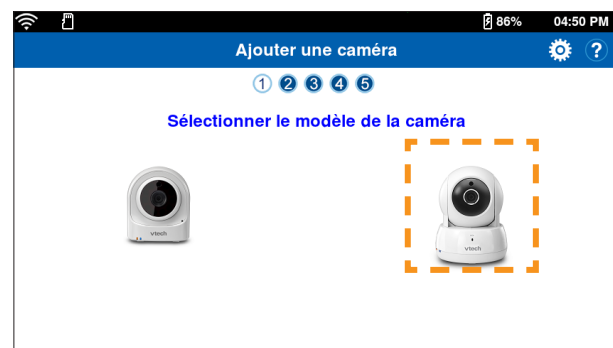 86% 04:50 PM
Ajouter une caméra ?
1 2 3 4 5
Sélectionner le modèle de la caméra
vtech vtech